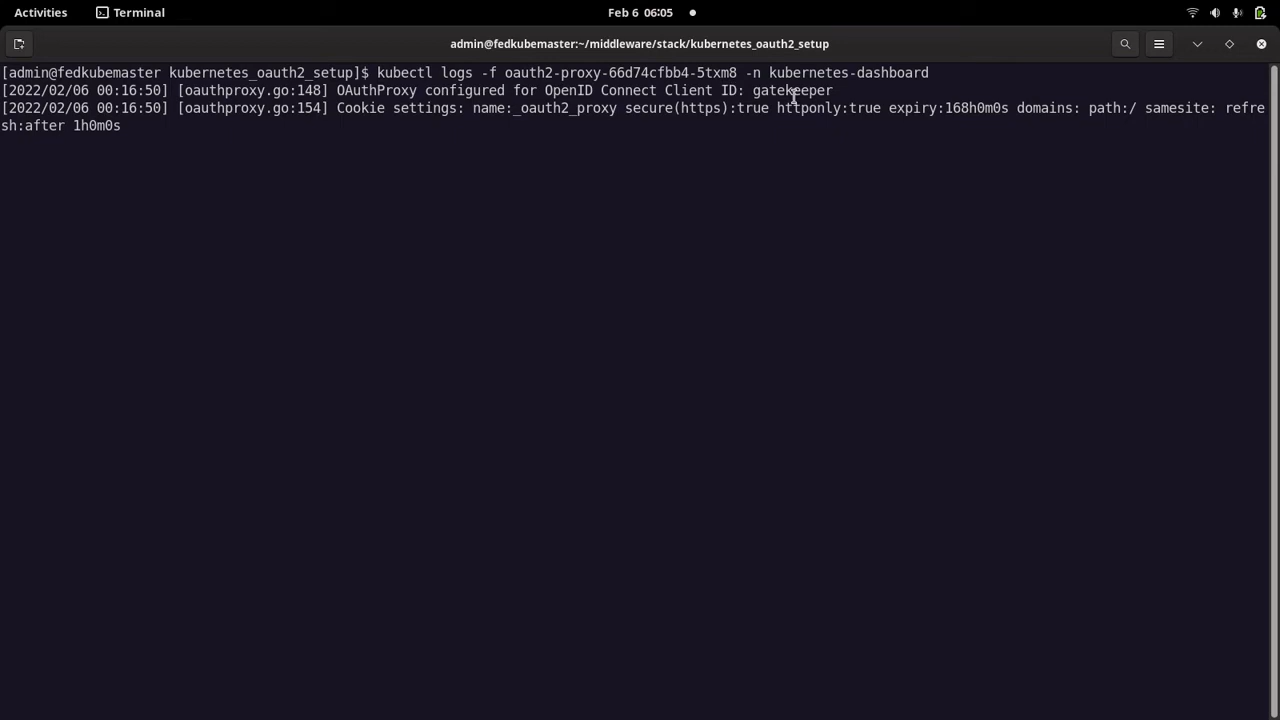 Activities Terminal Feb 6 06:05
admin@fedkubemaster:~/middleware/stack/kubernetes_oauth2_setup
[admin@fedkubemaster kubernetes_oauth2_setup]$ kubectl logs -f oauth2-proxy-66d74cfbb4-5txm8 -n kubernetes-dashboard
[2022/02/06 00:16:50] [oauthproxy.go:148] OAuthProxy configured for OpenID Connect Client ID: gatekeeper
[2022/02/06 00:16:50] [oauthproxy.go:154] Cookie settings: name:_oauth2_proxy secure(https):true httponly:true expiry:168h0m0s domains: path:/ samesite: refre
sh:after 1h0m0s